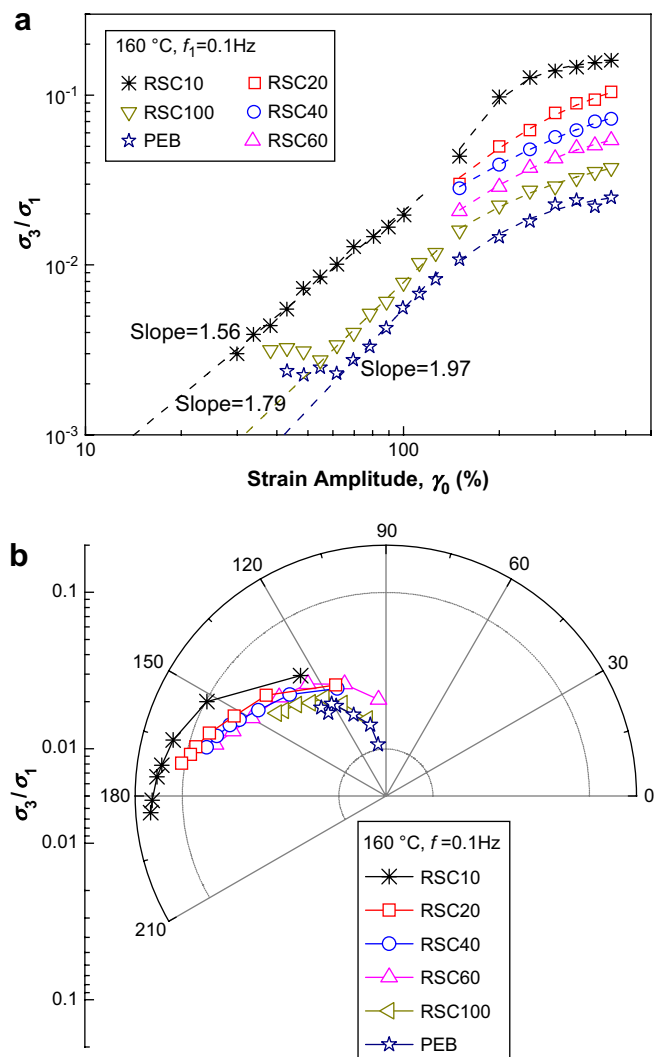 a
160 °C, f₁=0.1Hz
RSC10 RSC20
RSC100 RSC40
PEB RSC60
10⁻¹
10⁻²
10⁻³
σ₃/σ₁
Slope=1.56
Slope=1.79
Slope=1.97
10 100
Strain Amplitude, γ₀ (%)
b
90
120 60
150 30
180 0
210
0.1
0.01
0.01
0.1
σ₃/σ₁
160 °C, f =0.1Hz
RSC10
RSC20
RSC40
RSC60
RSC100
PEB